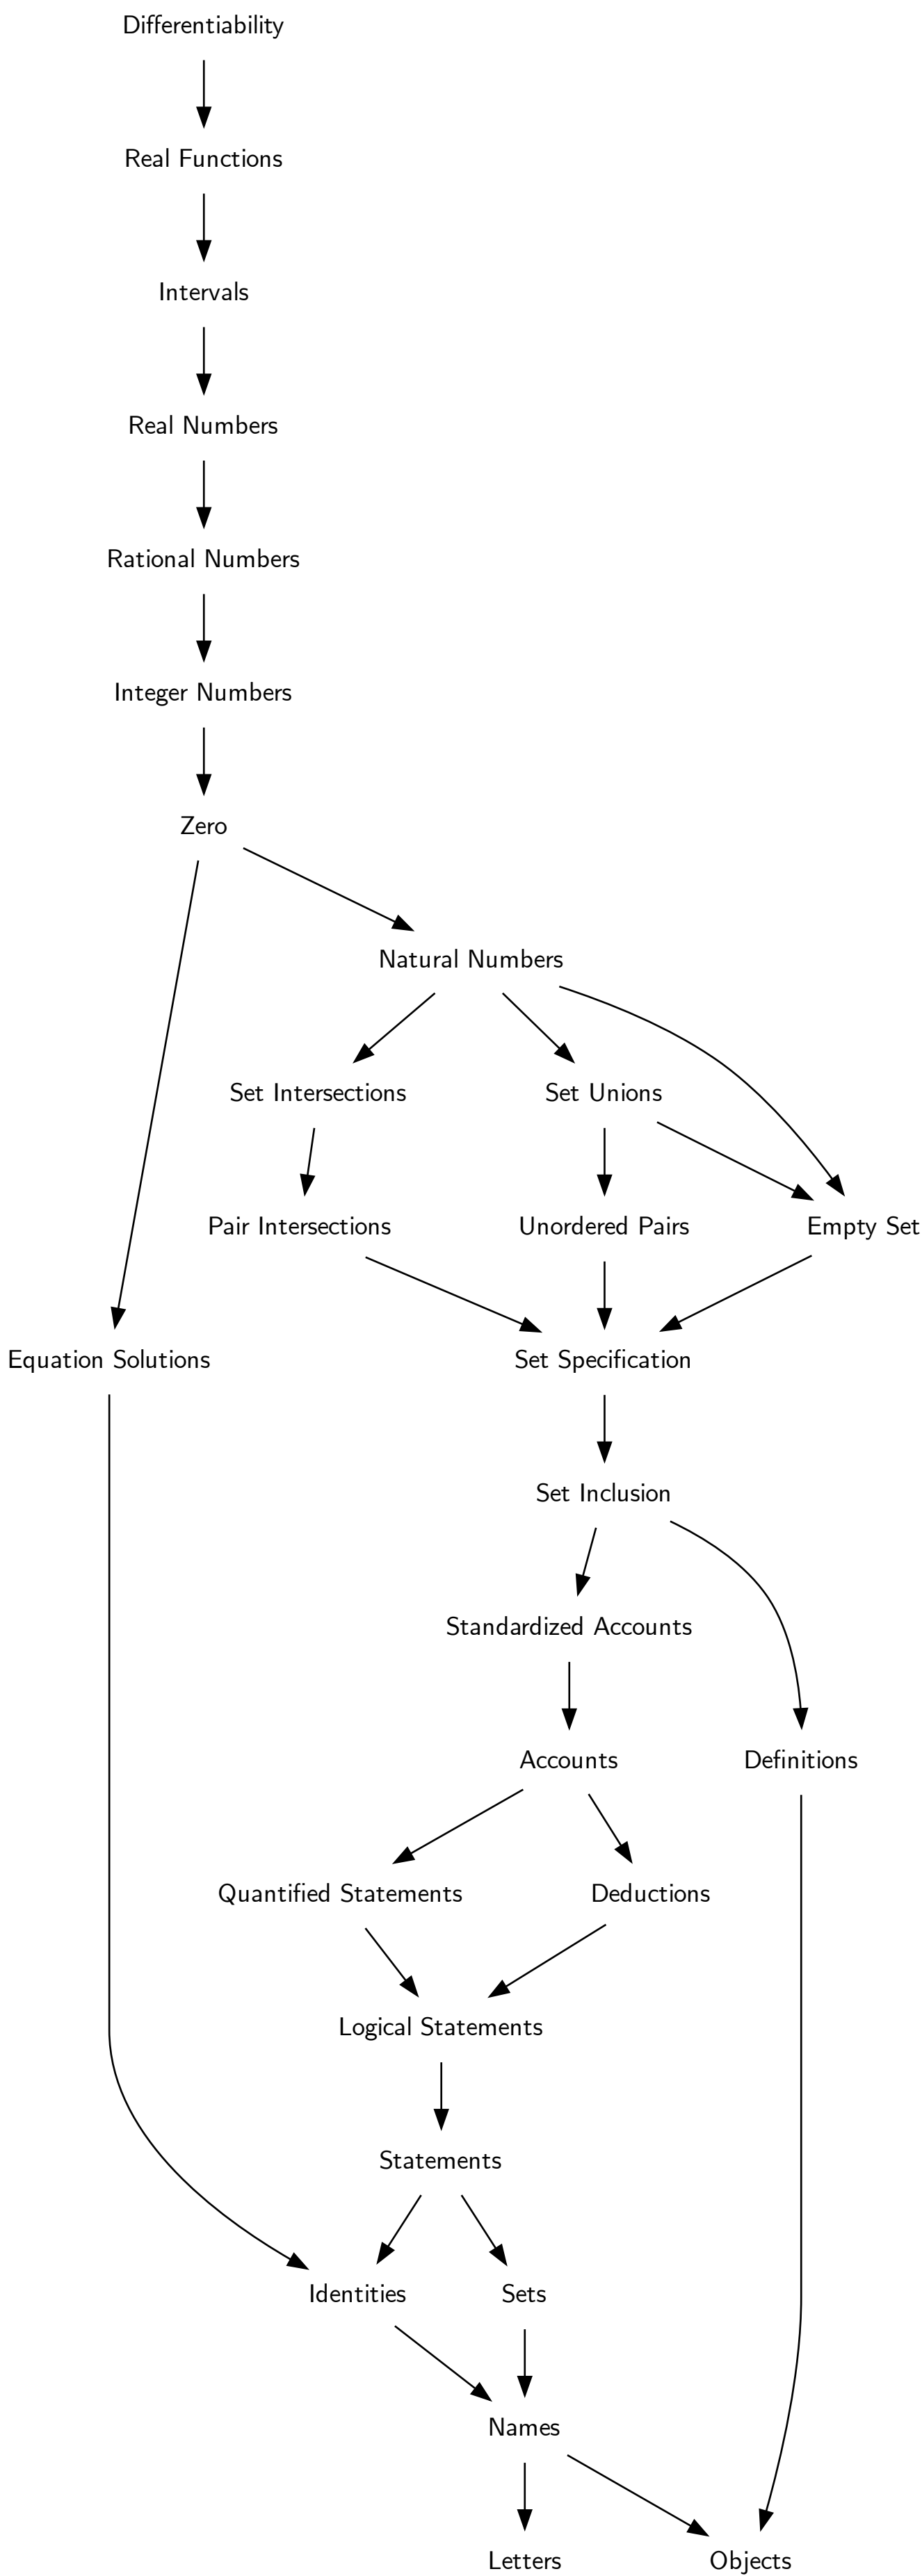 Differentiability
Real Functions
Intervals
Real Numbers
Rational Numbers
Integer Numbers
Zero
Natural Numbers
Set Intersections
Set Unions
Pair Intersections
Unordered Pairs
Empty Set
Equation Solutions
Set Specification
Set Inclusion
Standardized Accounts
Accounts
Definitions
Quantified Statements
Deductions
Logical Statements
Statements
Identities
Sets
Names
Letters
Objects